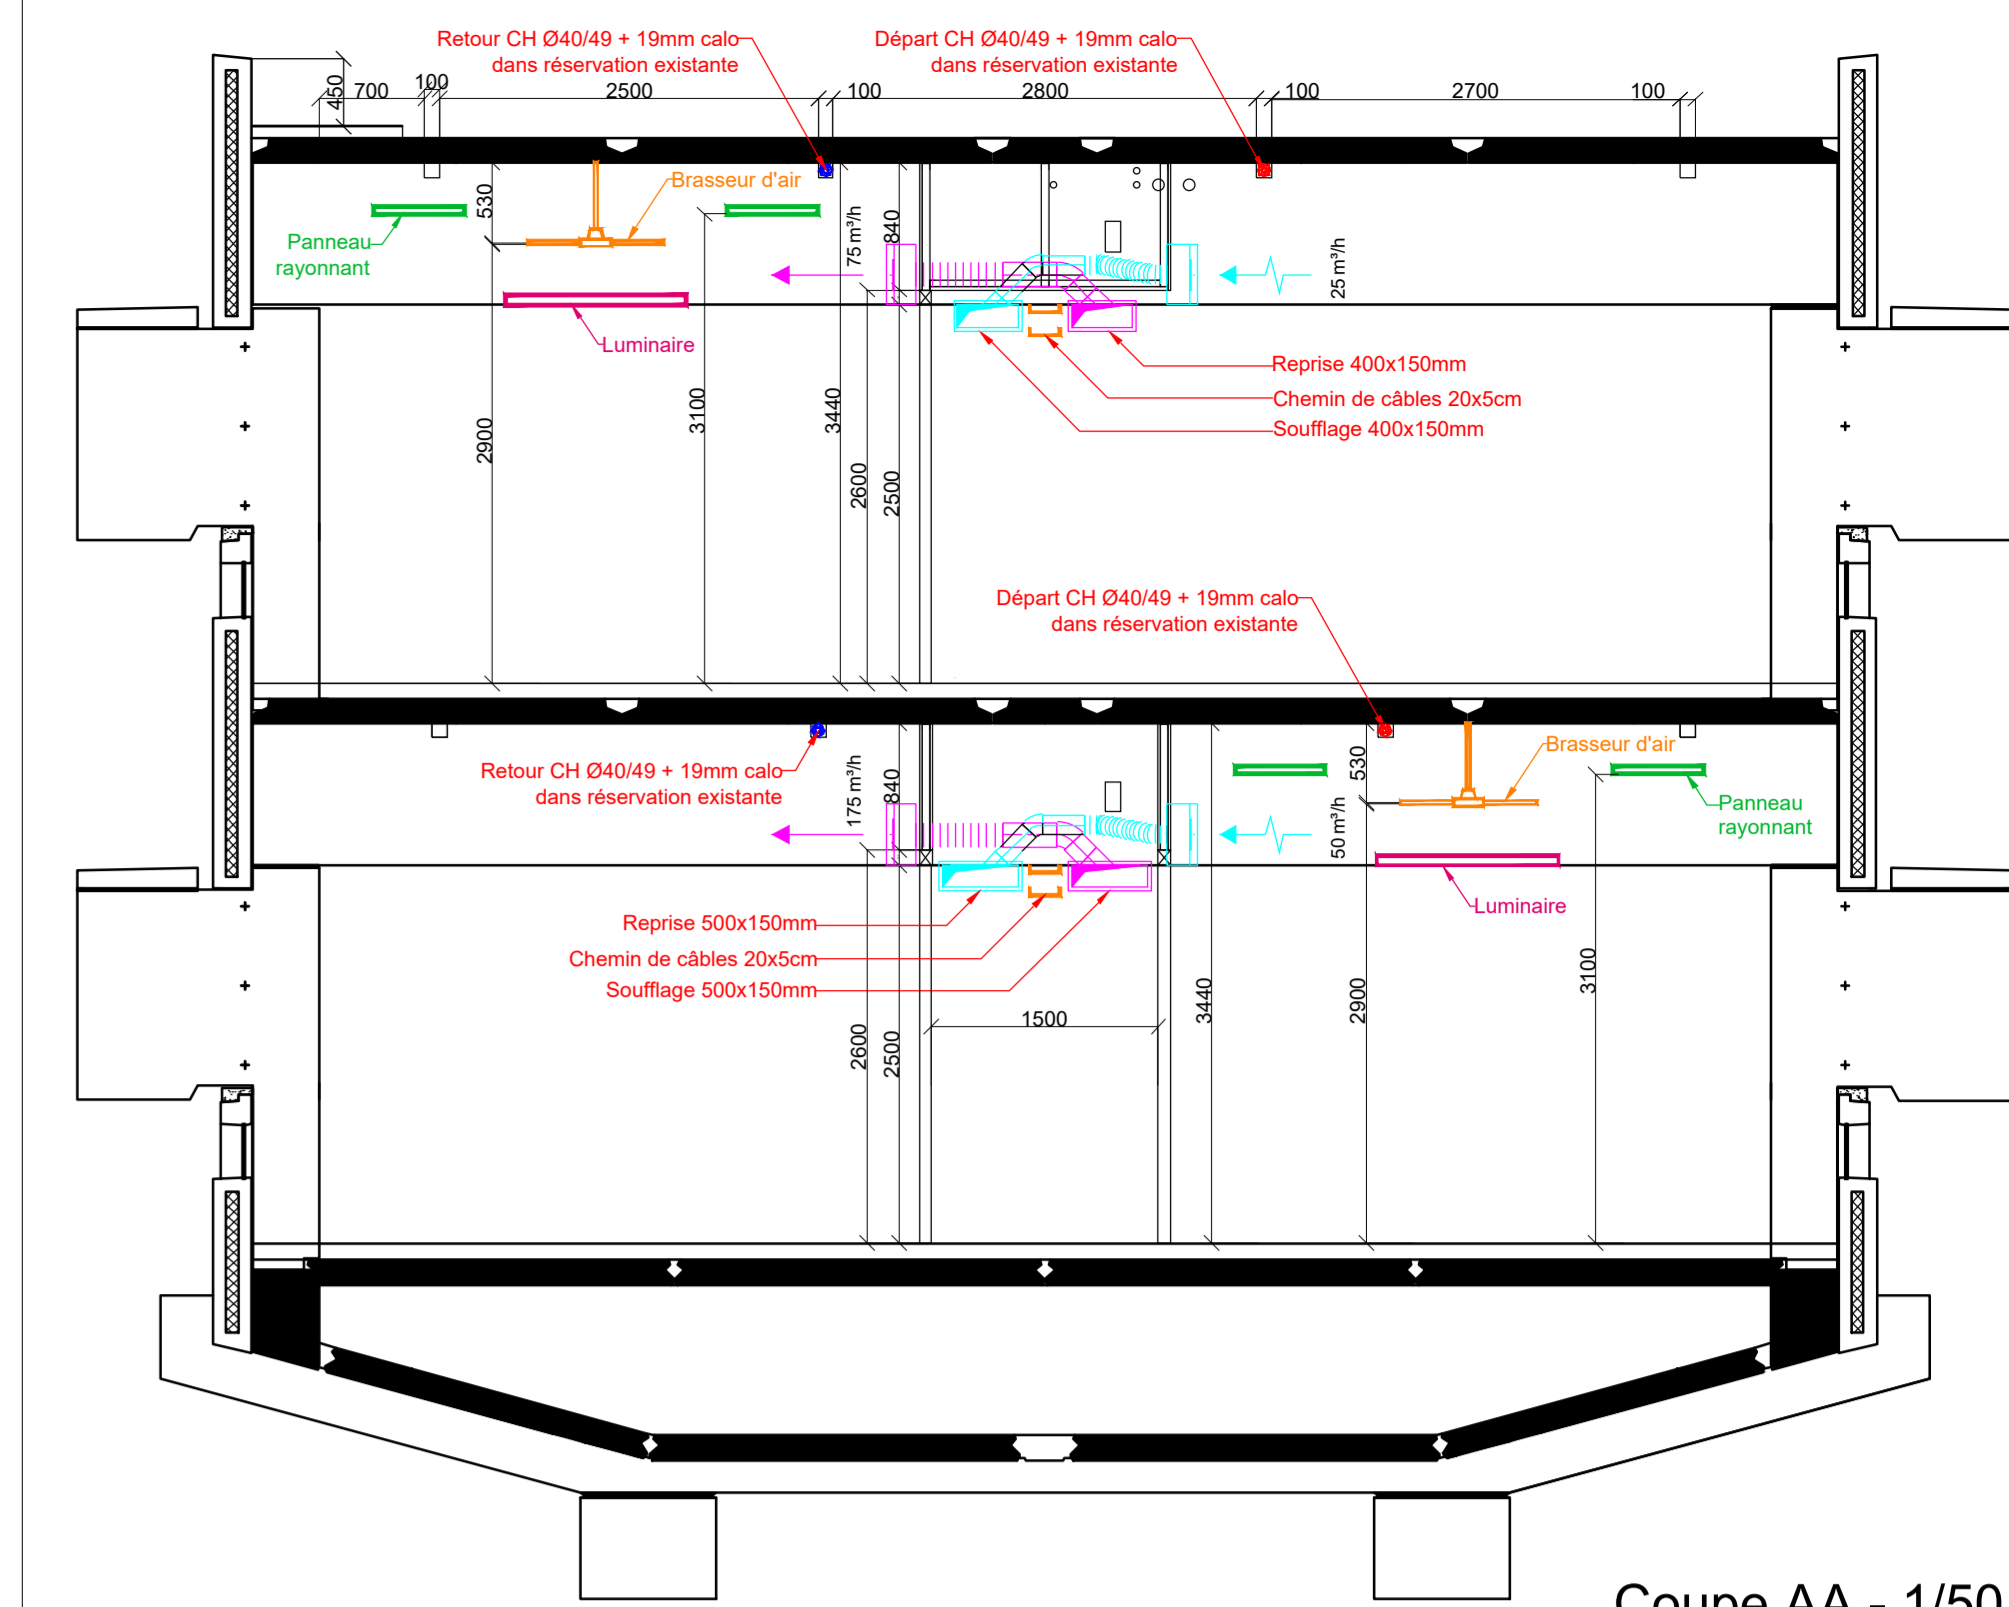 Retour CH Ø40/49 + 19mm calo
dans réservation existante
Départ CH Ø40/49 + 19mm calo
dans réservation existante
450
700
100
2500
100
2800
100
2700
100
530
Brasseur d'air
Panneau
rayonnant
75 m³/h
840
25 m³/h
Luminaire
Reprise 400x150mm
Chemin de câbles 20x5cm
Soufflage 400x150mm
2900
3100
3440
2600
2500
Départ CH Ø40/49 + 19mm calo
dans réservation existante
Retour CH Ø40/49 + 19mm calo
dans réservation existante
175 m³/h
840
530
Brasseur d'air
50 m³/h
Panneau
rayonnant
Luminaire
Reprise 500x150mm
Chemin de câbles 20x5cm
Soufflage 500x150mm
2600
2500
1500
3440
2900
3100
Coupe AA - 1/50